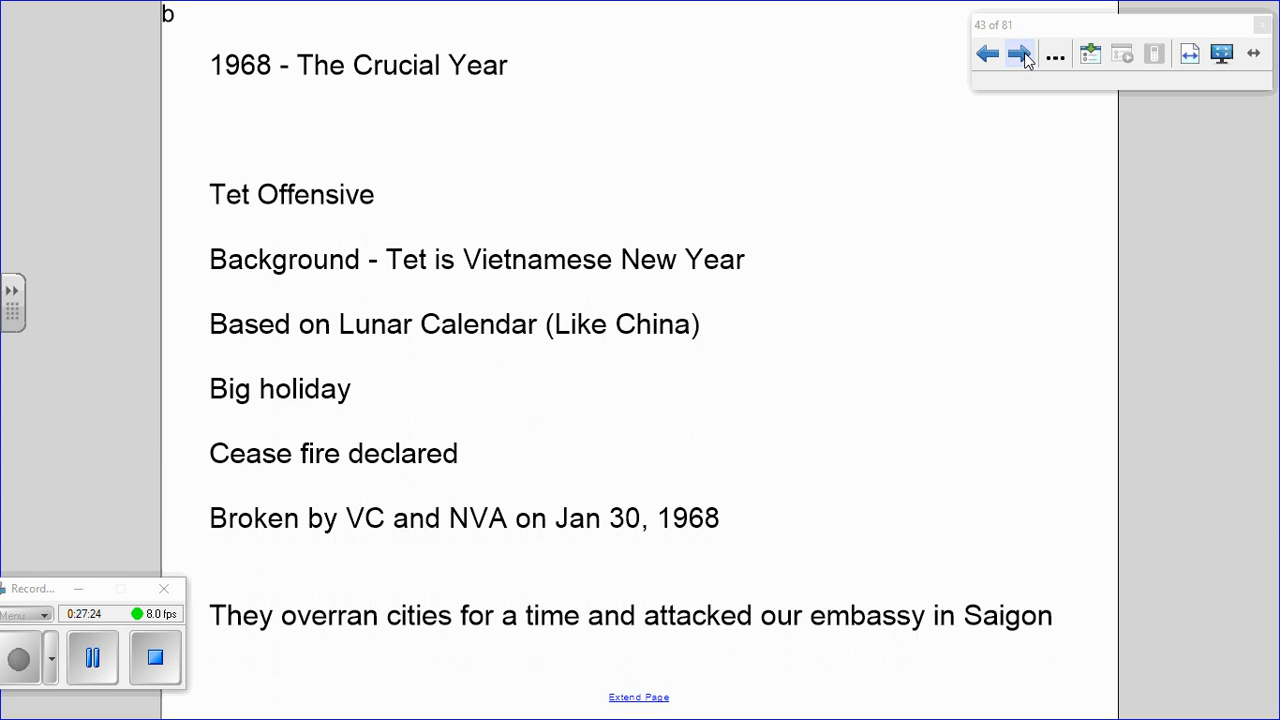 b
43 of 81
1968 - The Crucial Year
Tet Offensive
Background - Tet is Vietnamese New Year
Based on Lunar Calendar (Like China)
Big holiday
Cease fire declared
Broken by VC and NVA on Jan 30, 1968
Record...
Menu
0:27:24
8.0 fps
They overran cities for a time and attacked our embassy in Saigon
Extend Page